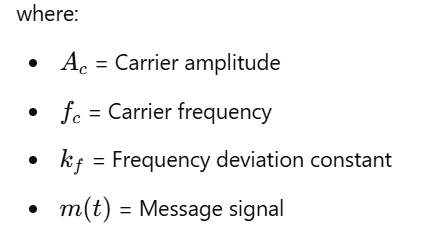 where:
• A_c = Carrier amplitude
• f_c = Carrier frequency
• k_f = Frequency deviation constant
• m(t) = Message signal